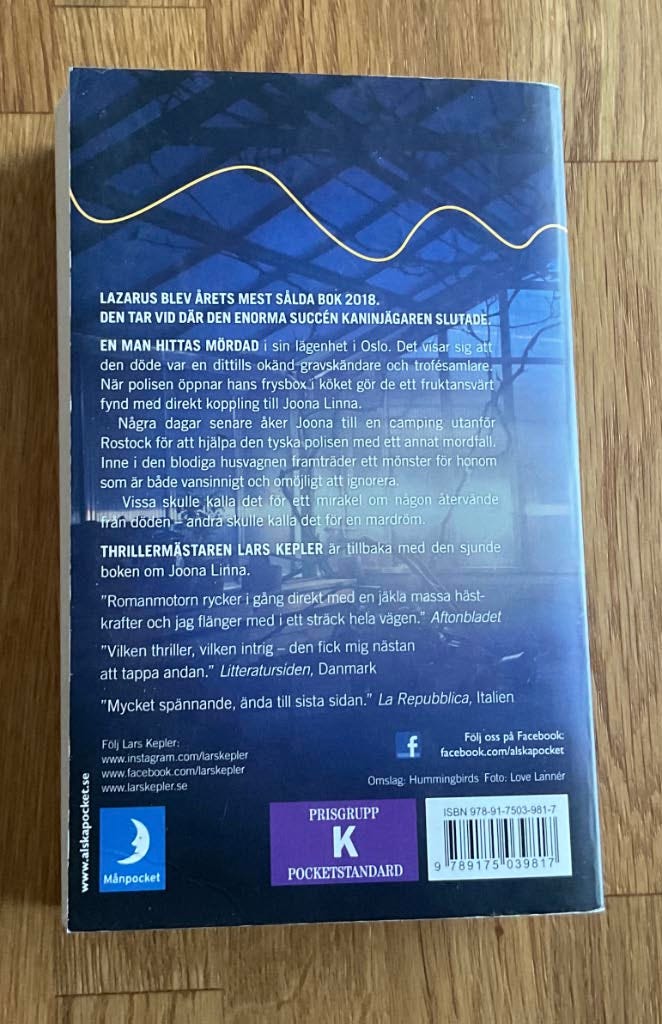 LAZARUS BLEV ÅRETS MEST SÅLDA BOK 2018.
DEN TAR VID DÄR DEN ENORMA SUCCÉN KANINJÄGAREN SLUTADE.
EN MAN HITTAS MÖRDAD i sin lägenhet i Oslo. Det visar sig att
den döde var en dittills okänd gravskändare och trofésamlare.
När polisen öppnar hans frysbox i köket gör de ett fruktansvärt
fynd med direkt koppling till Joona Linna.
Några dagar senare åker Joona till en camping utanför
Rostock för att hjälpa den tyska polisen med ett annat mordfall.
Inne i den blodiga husvagnen framträder ett mönster för honom
som är både vansinnigt och omöjligt att ignorera.
Vissa skulle kalla det för ett mirakel om någon återvände
från döden – andra skulle kalla det för en mardröm.
THRILLERMÄSTAREN LARS KEPLER är tillbaka med den sjunde
boken om Joona Linna.
"Romanmotorn rycker i gång direkt med en jäkla massa häst-
krafter och jag flänger med i ett sträck hela vägen." Aftonbladet
"Vilken thriller, vilken intrig – den fick mig nästan
att tappa andan." Litteratursiden, Danmark
"Mycket spännande, ända till sista sidan." La Repubblica, Italien
Följ Lars Kepler:
www.instagram.com/larskepler
www.facebook.com/larskepler
www.larskepler.se
f
Följ oss på Facebook:
facebook.com/alskapocket
Omslag: Hummingbirds Foto: Love Lannér
www.alskapocket.se
Månpocket
PRISGRUPP
K
POCKETSTANDARD
ISBN 978-91-7503-981-7
9 789175 039817